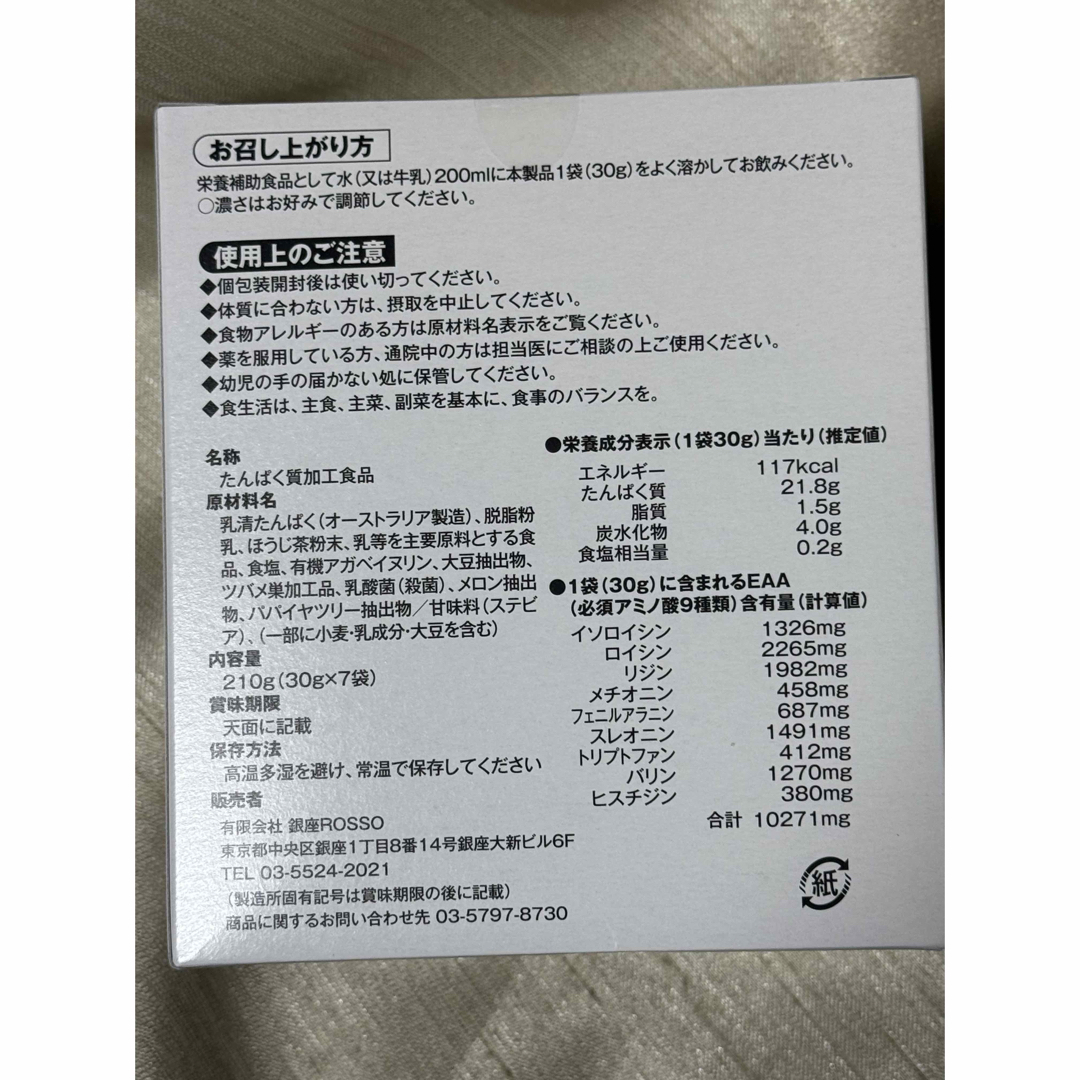 お召し上がり方
栄養補助食品として水(又は牛乳)200mlに本製品1袋(30g)をよく溶かしてお飲みください。
○濃さはお好みで調節してください。
使用上のご注意
◆個包装開封後は使い切ってください。
◆体質に合わない方は、摂取を中止してください。
◆食物アレルギーのある方は原材料名表示をご覧ください。
◆薬を服用している方、通院中の方は担当医にご相談の上ご使用ください。
◆幼児の手の届かない処に保管してください。
◆食生活は、主食、主菜、副菜を基本に、食事のバランスを。
名称
たんぱく質加工食品
原材料名
乳清たんぱく(オーストラリア製造)、脱脂粉
乳、ほうじ茶粉末、乳等を主要原料とする食
品、食塩、有機アガベイヌリン、大豆抽出物、
ツバメ巣加工品、乳酸菌(殺菌)、メロン抽出
物、パパイヤツリー抽出物/甘味料(ステビ
ア)、(一部に小麦・乳成分・大豆を含む)
内容量
210g(30g×7袋)
賞味期限
天面に記載
保存方法
高温多湿を避け、常温で保存してください
販売者
有限会社 銀座ROSSO
東京都中央区銀座1丁目8番14号銀座大新ビル6F
TEL 03-5524-2021
(製造所固有記号は賞味期限の後に記載)
商品に関するお問い合わせ先 03-5797-8730
●栄養成分表示(1袋30g)当たり(推定値)
エネルギー 117kcal
たんぱく質 21.8g
脂質 1.5g
炭水化物 4.0g
食塩相当量 0.2g
●1袋(30g)に含まれるEAA
(必須アミノ酸9種類)含有量(計算値)
イソロイシン 1326mg
ロイシン 2265mg
リジン 1982mg
メチオニン 458mg
フェニルアラニン 687mg
スレオニン 1491mg
トリプトファン 412mg
バリン 1270mg
ヒスチジン 380mg
合計 10271mg
紙